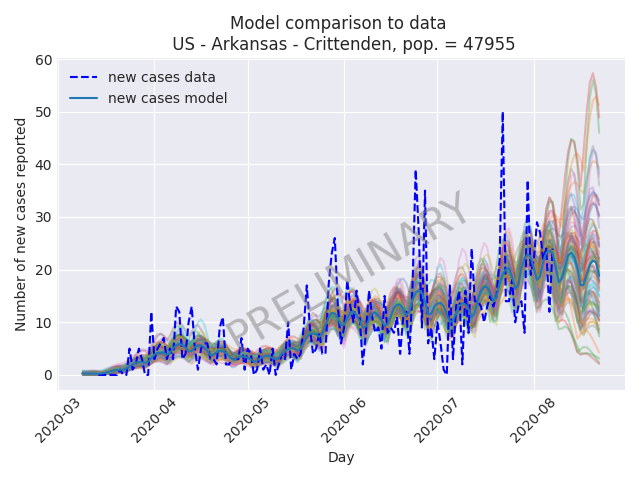 Model comparison to data
US - Arkansas - Crittenden, pop. = 47955
60
50
40
30
20
10
0
Number of new cases reported
new cases data
new cases model
PRELIMINARY
2020-03
2020-04
2020-05
2020-06
2020-07
2020-08
Day